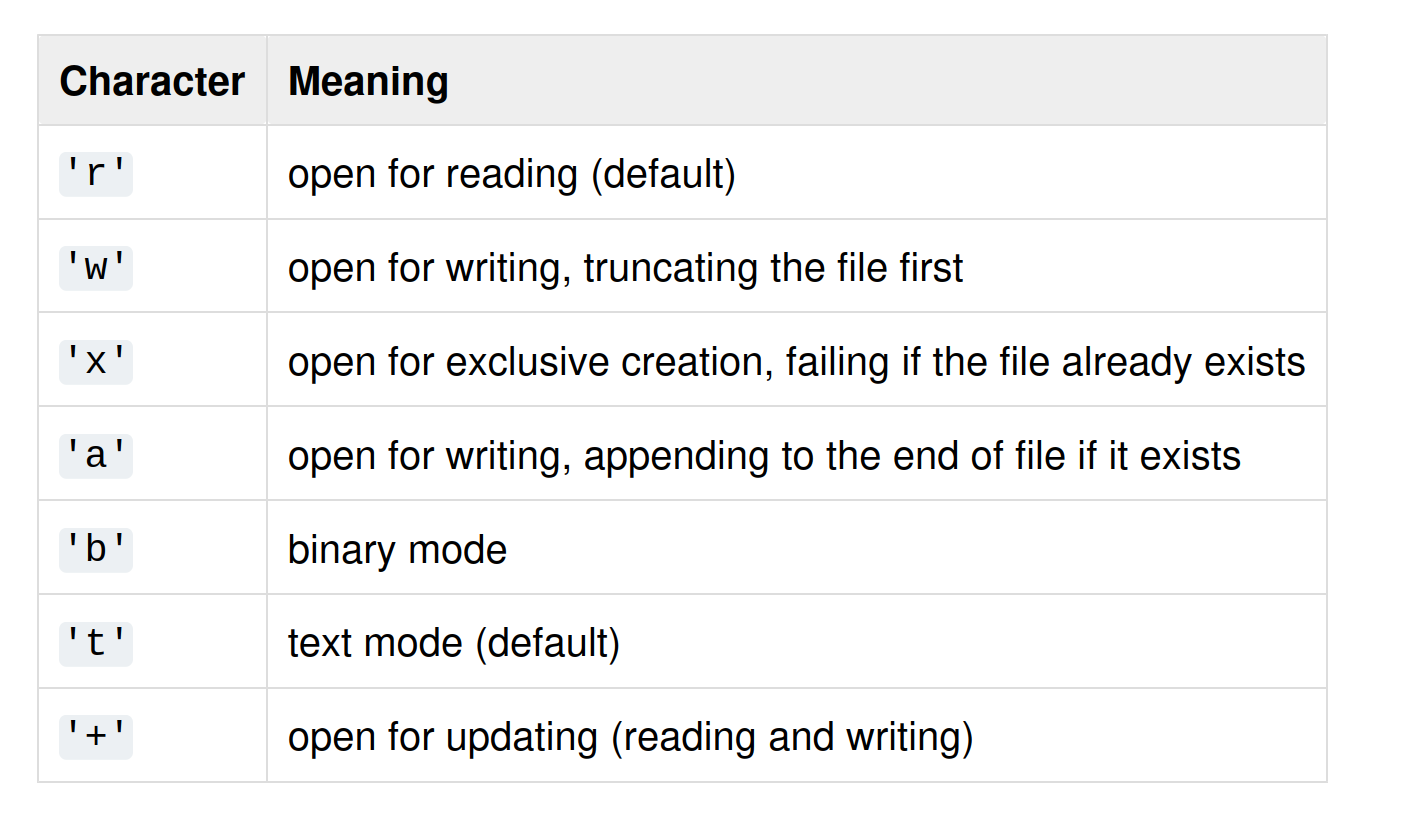 Character Meaning
'r' open for reading (default)
'w' open for writing, truncating the file first
'x' open for exclusive creation, failing if the file already exists
'a' open for writing, appending to the end of file if it exists
'b' binary mode
't' text mode (default)
'+' open for updating (reading and writing)